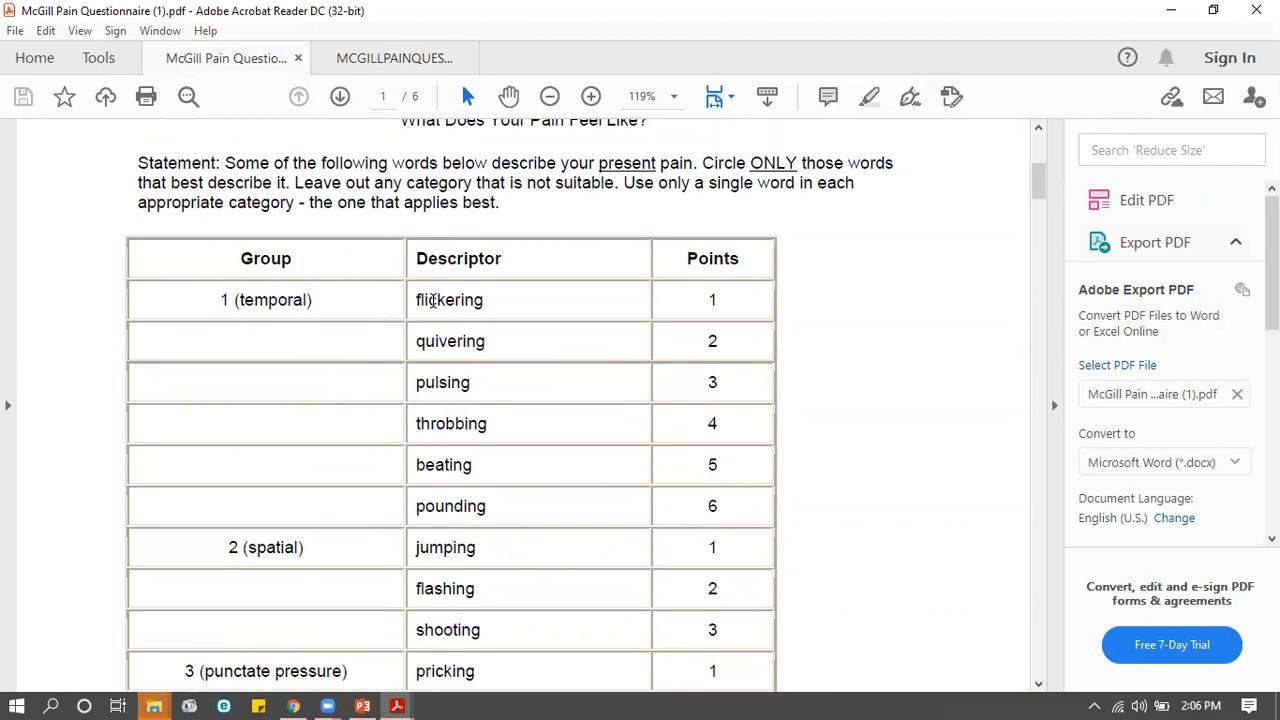 McGill Pain Questionnaire (1).pdf - Adobe Acrobat Reader DC (32-bit)
File Edit View Sign Window Help
Home Tools McGill Pain Questio... × MCGILLPAINQUES... Sign In
1 / 6 119%
What Does Your Pain Feel Like?
Statement: Some of the following words below describe your present pain. Circle ONLY those words
that best describe it. Leave out any category that is not suitable. Use only a single word in each
appropriate category - the one that applies best.
Group Descriptor Points
1 (temporal) flickering 1
quivering 2
pulsing 3
throbbing 4
beating 5
pounding 6
2 (spatial) jumping 1
flashing 2
shooting 3
3 (punctate pressure) pricking 1
Search 'Reduce Size'
Edit PDF
Export PDF
Adobe Export PDF
Convert PDF Files to Word
or Excel Online
Select PDF File
McGill Pain ...aire (1).pdf
Convert to
Microsoft Word (*.docx)
Document Language:
English (U.S.) Change
Convert, edit and e-sign PDF
forms & agreements
Free 7-Day Trial
2:06 PM